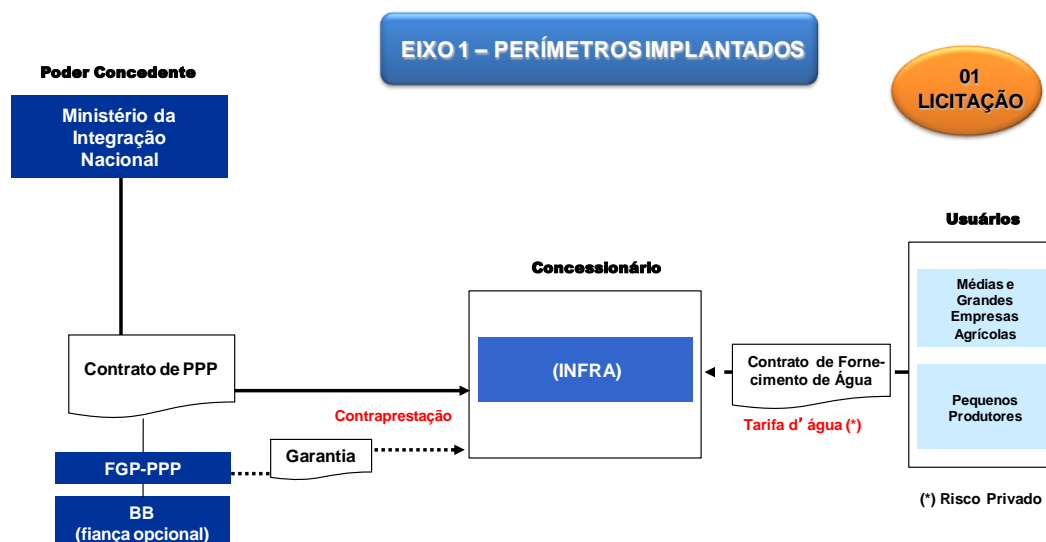 EIXO 1 – PERÍMETROS IMPLANTADOS
01
LICITAÇÃO
Poder Concedente
Ministério da
Integração
Nacional
Usuários
Médias e
Grandes
Empresas
Agrícolas
Pequenos
Produtores
Concessionário
(INFRA)
Contrato de Forne-
cimento de Água
Tarifa d' água (*)
Contrato de PPP
Contraprestação
Garantia
FGP-PPP
BB
(fiança opcional)
(*) Risco Privado